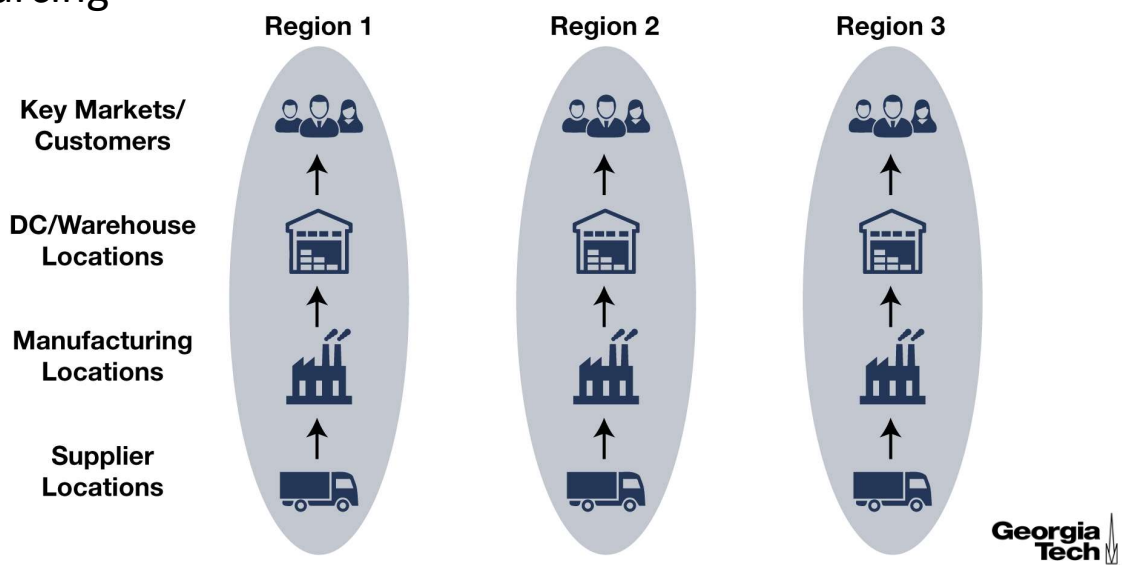 Region 1
Region 2
Region 3
Key Markets/
Customers
DC/Warehouse
Locations
Manufacturing
Locations
Supplier
Locations
Georgia
Tech